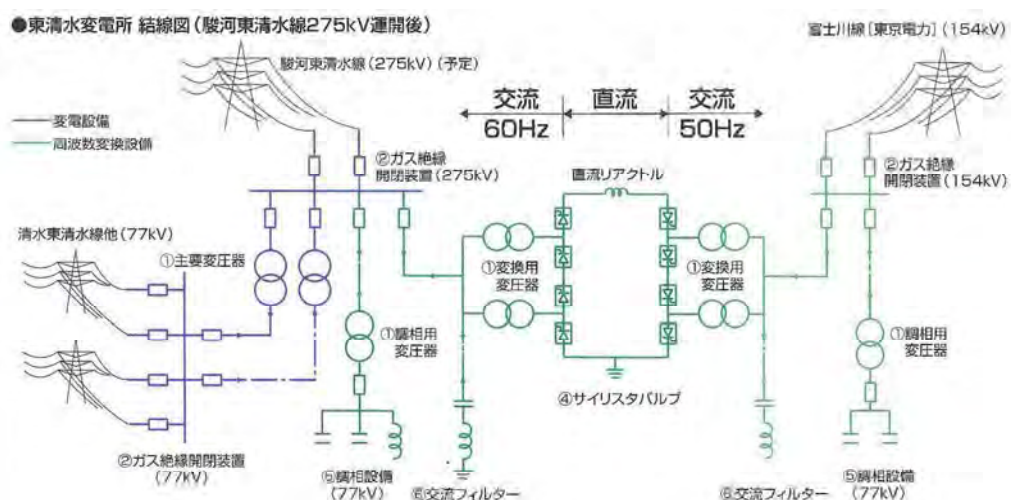 ●東清水変電所 結線図(駿河東清水線275kV運開後)
富士川線[東京電力](154kV)
駿河東清水線(275kV)(予定)
交流
直流
交流
60Hz
50Hz
変電設備
周波数変換設備
②ガス絶縁
開閉装置(275kV)
②ガス絶縁
開閉装置(154kV)
直流リアクトル
清水東清水線他(77kV)
①主要変圧器
①変換用
変圧器
①変換用
変圧器
①調相用
変圧器
①調相用
変圧器
④サイリスタバルブ
②ガス絶縁開閉装置
(77kV)
⑤調相設備
(77kV)
⑥交流フィルター
⑥交流フィルター
⑤調相設備
(77kV)